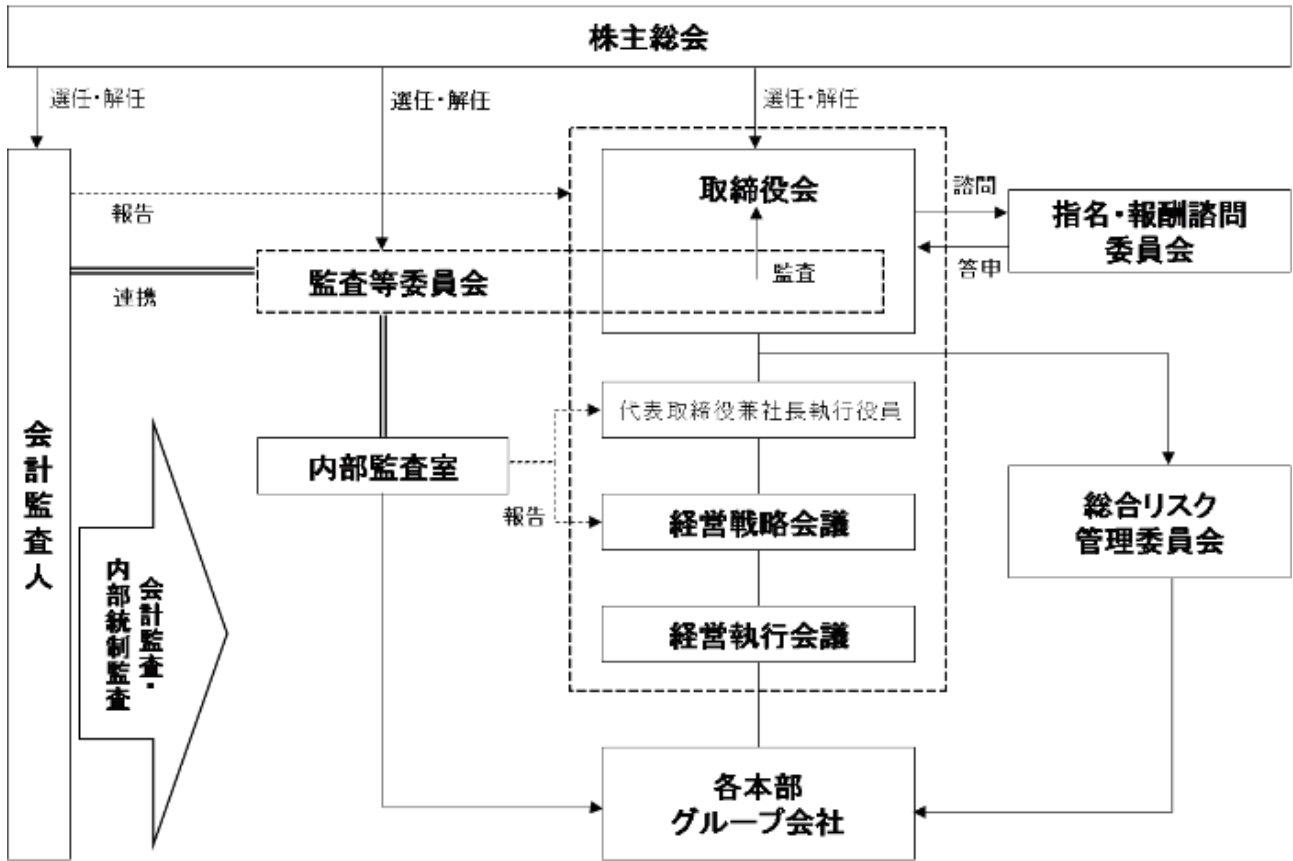 株主総会
選任・解任
選任・解任
選任・解任
取締役会
諮問
指名・報酬諮問
委員会
答申
報告
監査等委員会
監査
連携
代表取締役兼社長執行役員
内部監査室
報告
経営戦略会議
総合リスク
管理委員会
経営執行会議
会計監査人
会計監査・
内部統制監査
各本部
グループ会社